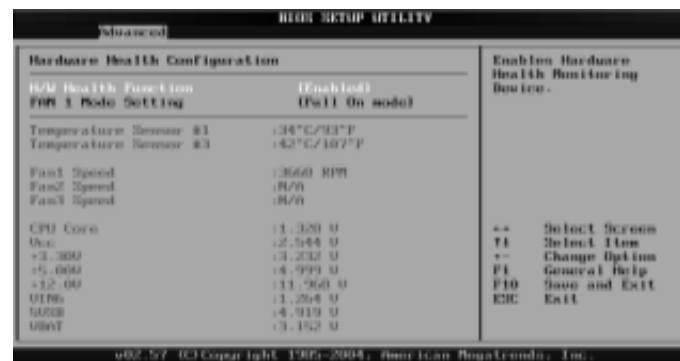 BIOS SETUP UTILITY
Advanced
Hardware Health Configuration
H/W Health Function [Enabled]
FAN 1 Mode Setting [Full On mode]
Temperature Sensor #1 :34°C/93°F
Temperature Sensor #3 :42°C/107°F
Fan1 Speed :3660 RPM
Fan2 Speed :N/A
Fan3 Speed :N/A
CPU Core :1.320 V
Vcc :2.544 V
+3.30V :3.232 V
+5.00V :4.999 V
+12.0V :11.968 V
:1.264 V
5VSB :4.919 V
VBAT :3.152 V
Enables Hardware
Health Monitoring
Device.
Select Screen
↑↓ Select Item
+- Change Option
F1 General Help
F10 Save and Exit
ESC Exit
v02.57 (C)Copyright 1985-2004, American Megatrends, Inc.